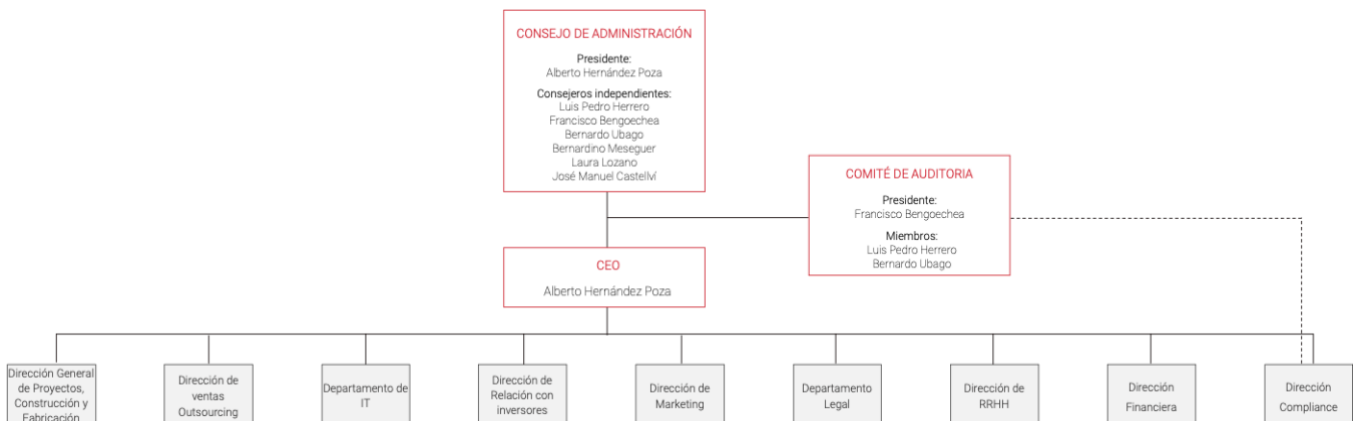 CONSEJO DE ADMINISTRACIÓN
Presidente:
Alberto Hernández Poza
Consejeros independientes:
Luis Pedro Herrero
Francisco Bengoechea
Bernardo Ubago
Bernardino Meseguer
Laura Lozano
José Manuel Castellví
COMITÉ DE AUDITORIA
Presidente:
Francisco Bengoechea
Miembros:
Luis Pedro Herrero
Bernardo Ubago
CEO
Alberto Hernández Poza
Dirección General
de Proyectos,
Construcción y
Fabricación
Dirección de
ventas
Outsourcing
Departamento de
IT
Dirección de
Relación con
inversores
Dirección de
Marketing
Departamento
Legal
Dirección de
RRHH
Dirección
Financiera
Dirección
Compliance